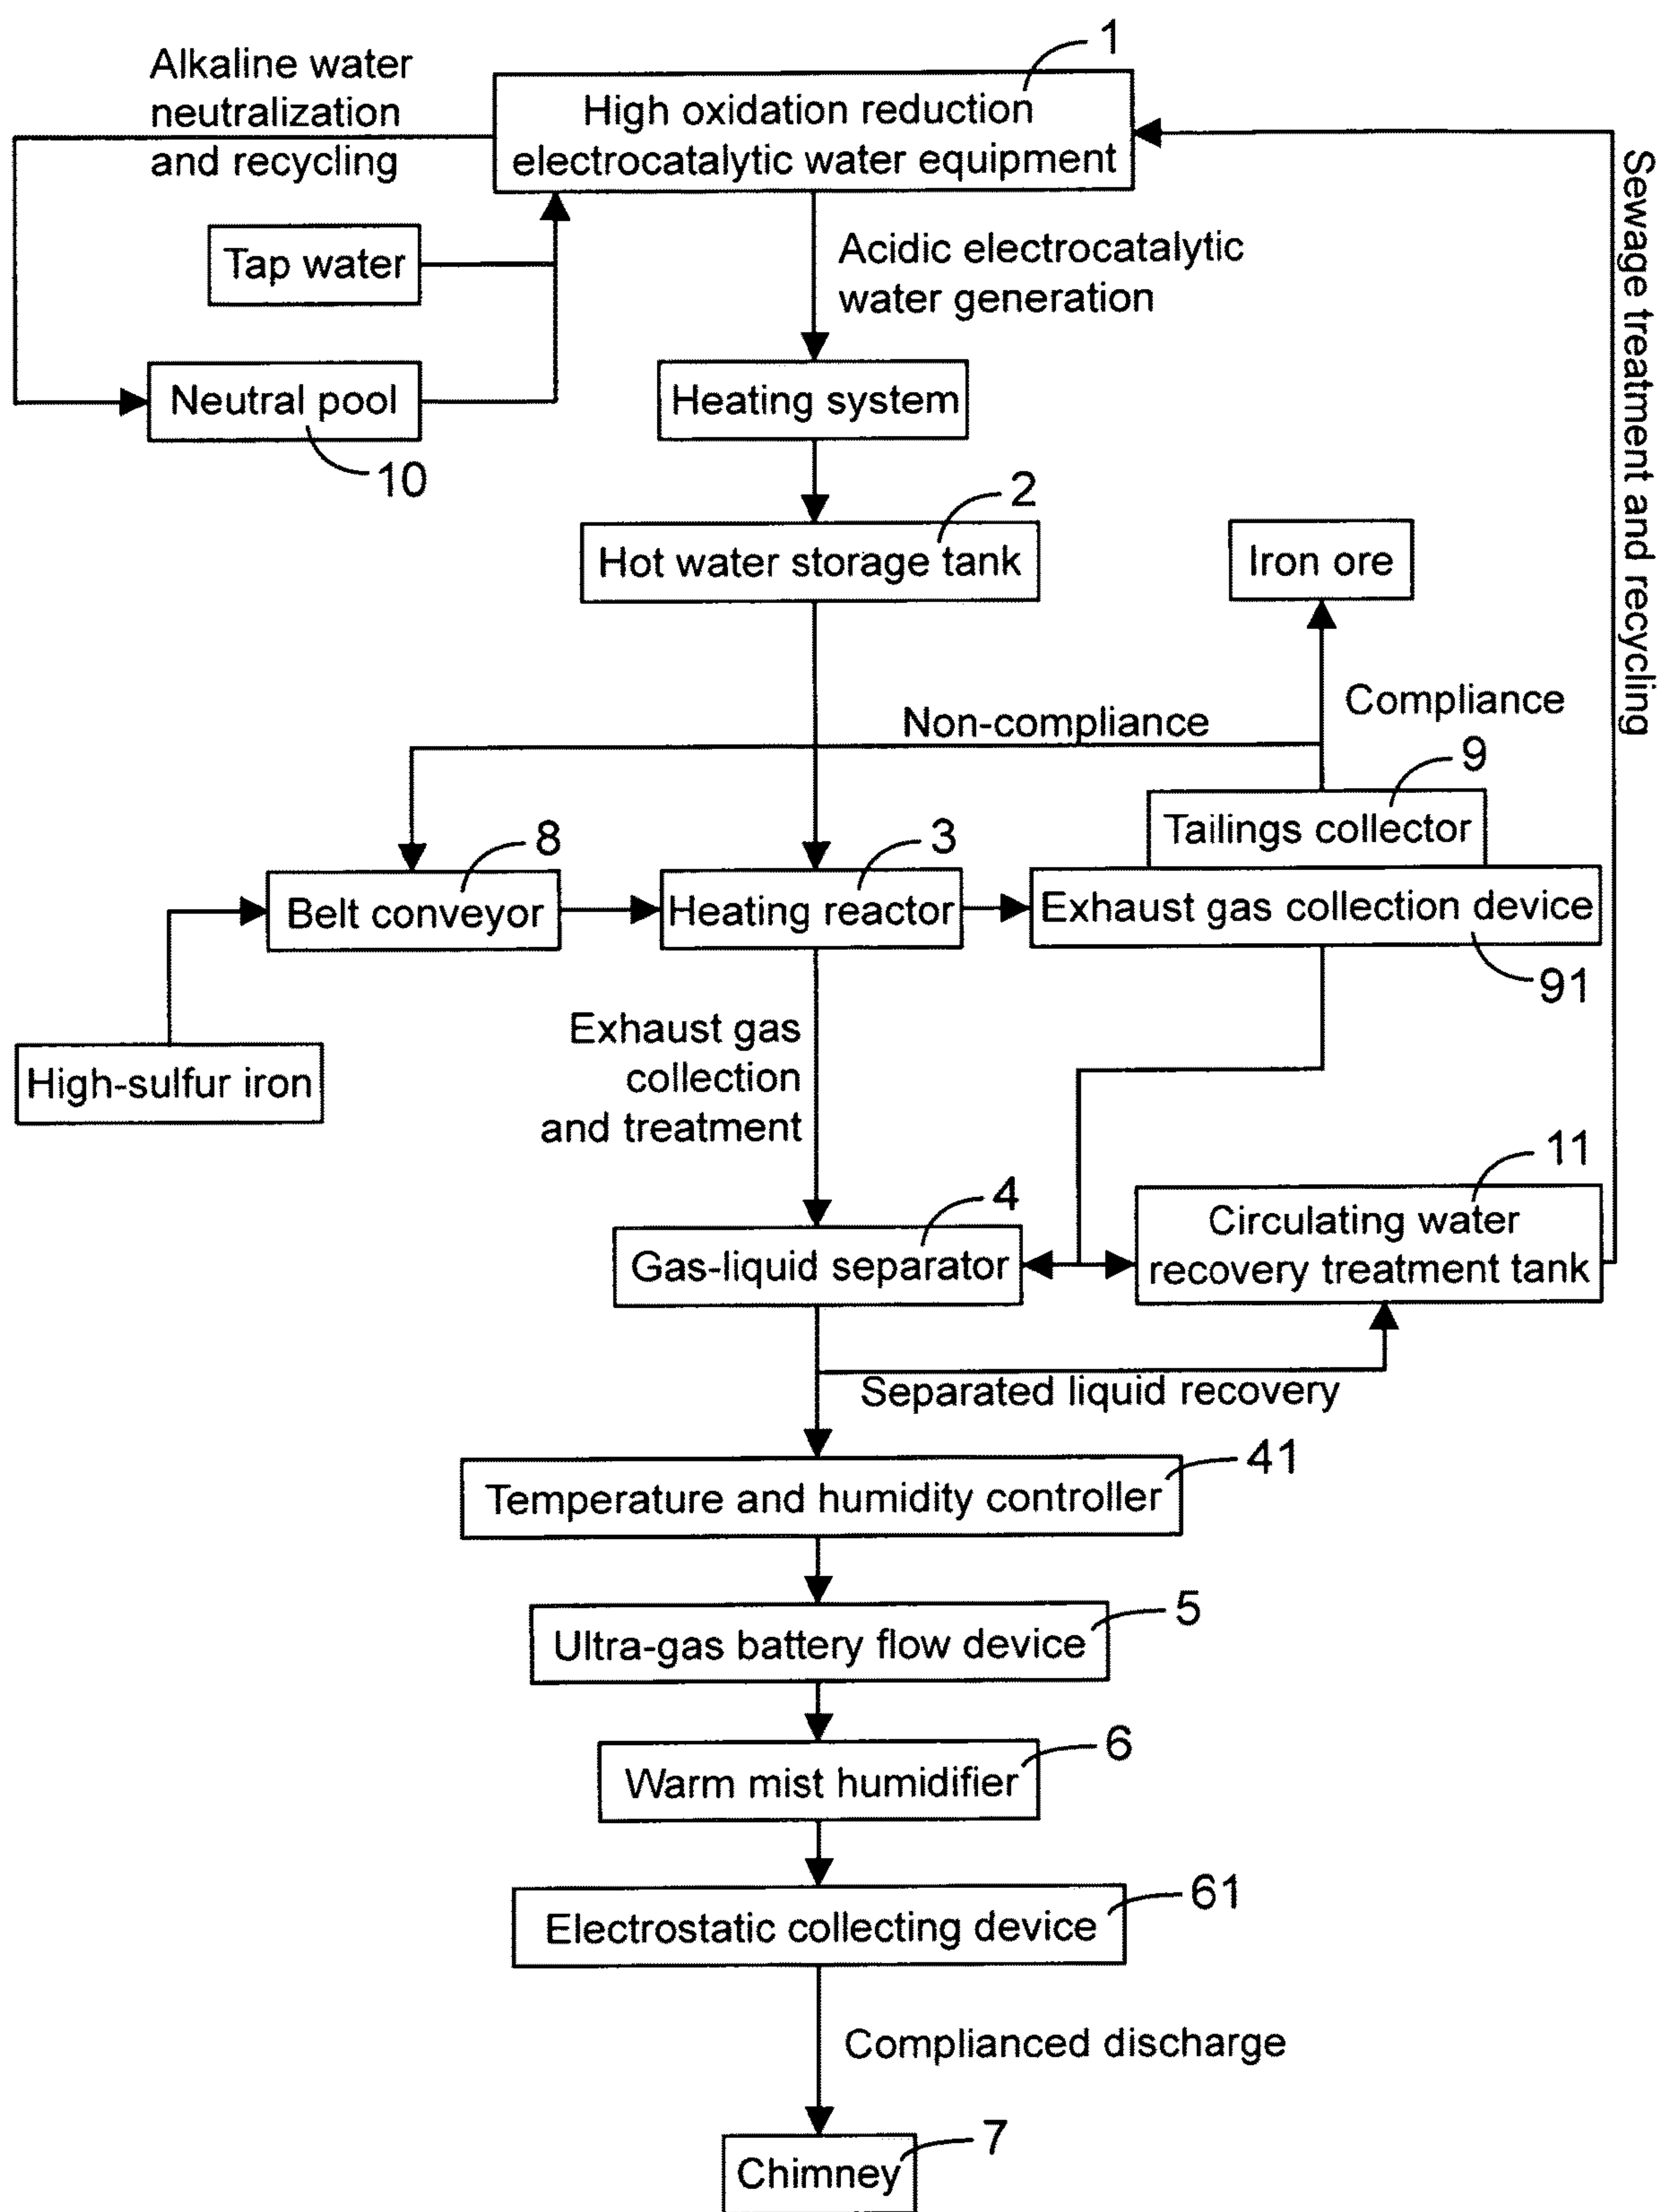 1
Alkaline water
neutralization
and recycling
High oxidation reduction
electrocatalytic water equipment
Tap water
Acidic electrocatalytic
water generation
Sewage treatment and recycling
Neutral pool
10
Heating system
2
Hot water storage tank
Iron ore
Non-compliance
Compliance
9
Tailings collector
8
Belt conveyor
3
Heating reactor
Exhaust gas collection device
91
High-sulfur iron
Exhaust gas
collection
and treatment
11
Circulating water
recovery treatment tank
4
Gas-liquid separator
Separated liquid recovery
41
Temperature and humidity controller
5
Ultra-gas battery flow device
6
Warm mist humidifier
61
Electrostatic collecting device
Complianced discharge
7
Chimney